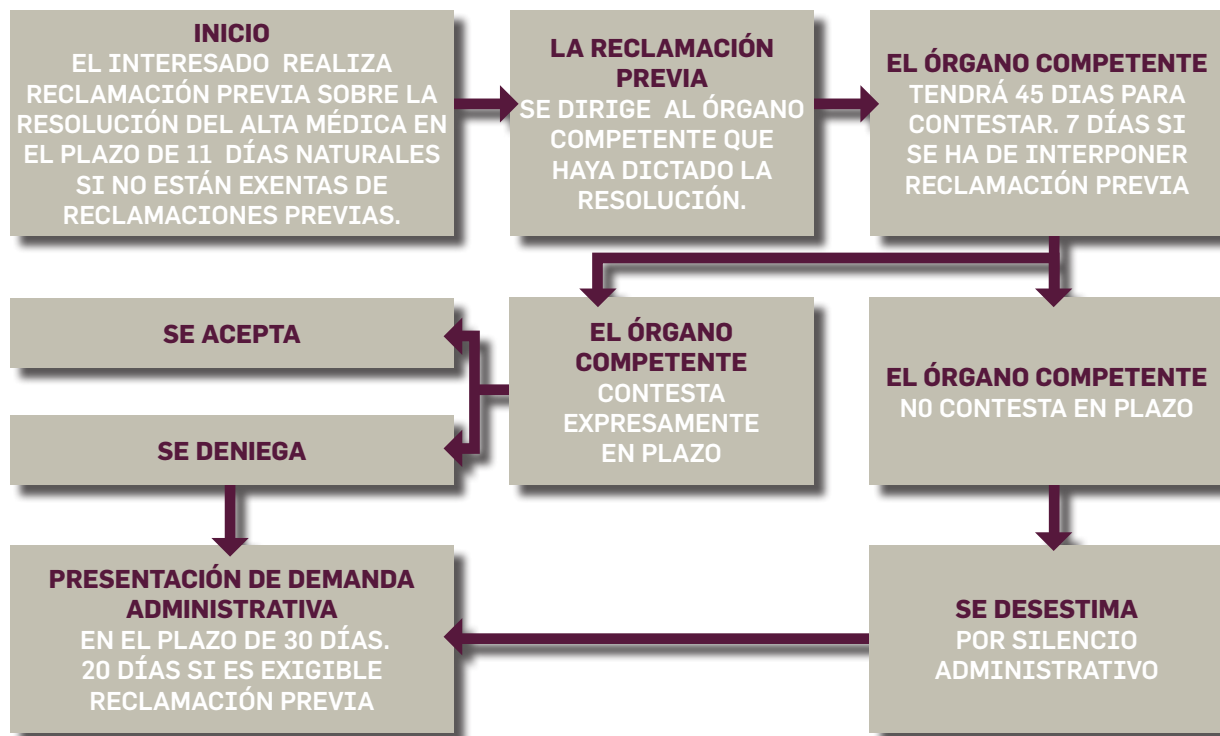 INICIO
EL INTERESADO REALIZA
RECLAMACIÓN PREVIA SOBRE LA
RESOLUCIÓN DEL ALTA MÉDICA EN
EL PLAZO DE 11 DÍAS NATURALES
SI NO ESTÁN EXENTAS DE
RECLAMACIONES PREVIAS.
LA RECLAMACIÓN
PREVIA
SE DIRIGE AL ÓRGANO
COMPETENTE QUE
HAYA DICTADO LA
RESOLUCIÓN.
EL ÓRGANO COMPETENTE
TENDRÁ 45 DIAS PARA
CONTESTAR. 7 DÍAS SI
SE HA DE INTERPONER
RECLAMACIÓN PREVIA
SE ACEPTA
SE DENIEGA
EL ÓRGANO
COMPETENTE
CONTESTA
EXPRESAMENTE
EN PLAZO
EL ÓRGANO COMPETENTE
N0 CONTESTA EN PLAZO
PRESENTACIÓN DE DEMANDA
ADMINISTRATIVA
EN EL PLAZO DE 30 DÍAS.
20 DÍAS SI ES EXIGIBLE
RECLAMACIÓN PREVIA
SE DESESTIMA
POR SILENCIO
ADMINISTRATIVO